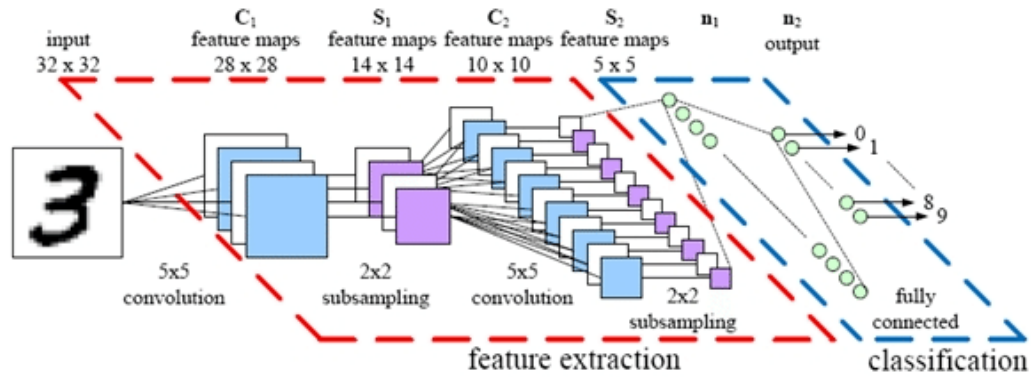 C₁ S₁ C₂ S₂ n₁ n₂
input feature maps feature maps feature maps feature maps output
32 x 32 28 x 28 14 x 14 10 x 10 5 x 5
3
0
1
8
9
5x5 2x2 5x5 2x2 fully
convolution subsampling convolution subsampling connected
feature extraction classification